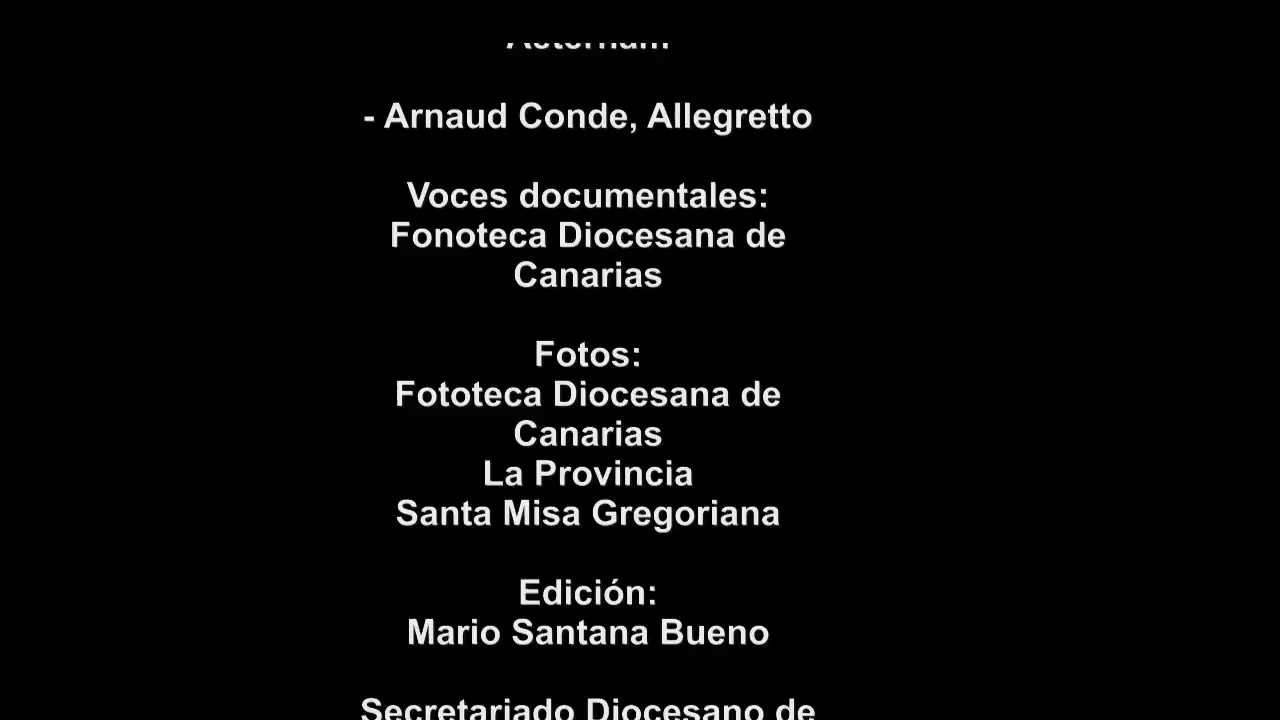 - Arnaud Conde, Allegretto
Voces documentales:
Fonoteca Diocesana de
Canarias
Fotos:
Fototeca Diocesana de
Canarias
La Provincia
Santa Misa Gregoriana
Edición:
Mario Santana Bueno
Secretariado Diocesano de